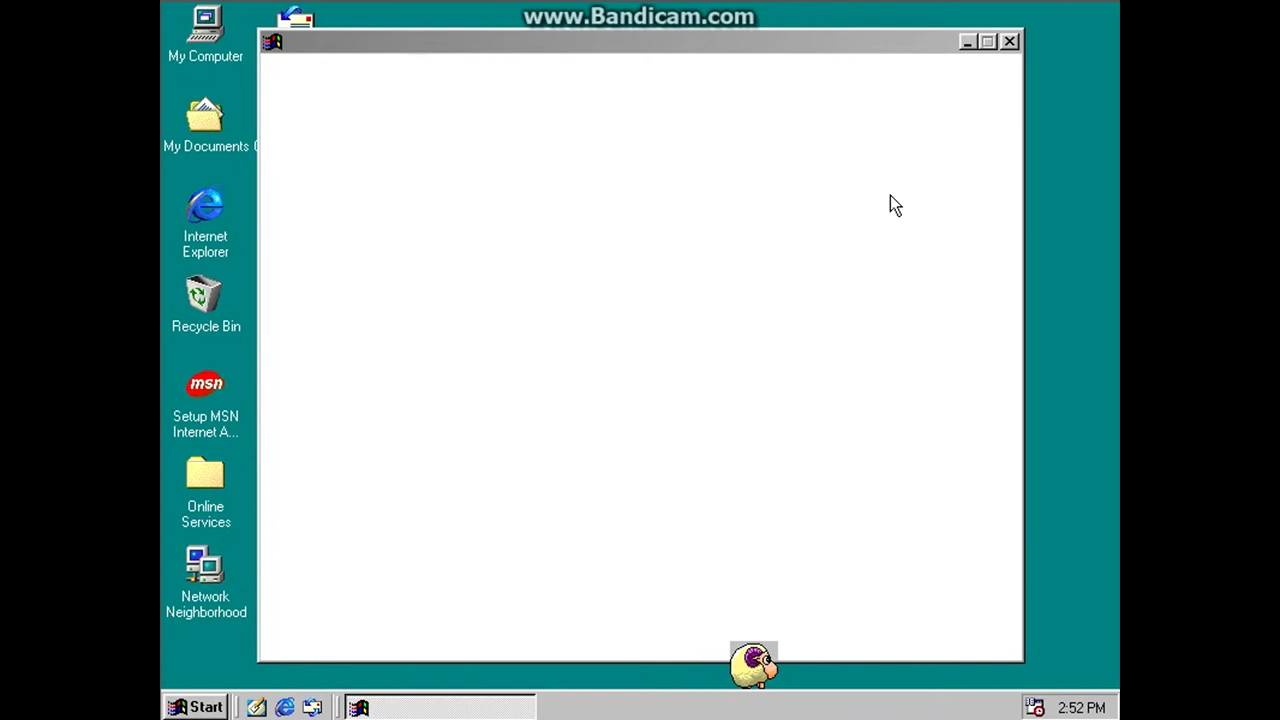 www.Bandicam.com
My Computer
My Documents
Internet
Explorer
Recycle Bin
msn
Setup MSN
Internet A...
Online
Services
Network
Neighborhood
Start
2:52 PM